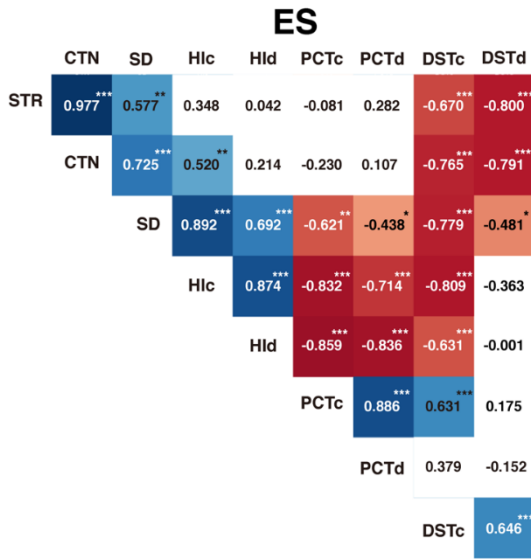 ES
CTN SD HIc HId PCTc PCTd DSTc DSTd
STR 0.977*** 0.577** 0.348 0.042 -0.081 0.282 -0.670*** -0.800***
CTN 0.725*** 0.520** 0.214 -0.230 0.107 -0.765*** -0.791***
SD 0.892*** 0.692*** -0.621** -0.438* -0.779*** -0.481*
HIc 0.874*** -0.832*** -0.714*** -0.809*** -0.363
HId -0.859*** -0.836*** -0.631*** -0.001
PCTc 0.886*** 0.631*** 0.175
PCTd 0.379 -0.152
DSTc 0.646***